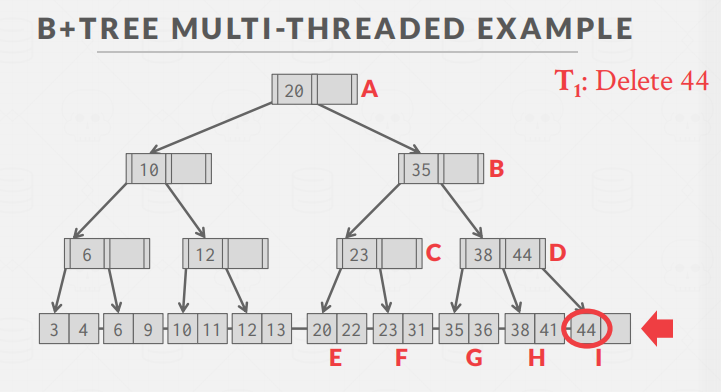 B+TREE MULTI-THREADED EXAMPLE
T1: Delete 44
20 A
10 35 B
6 12 23 C 38 44 D
3 4 6 9 10 11 12 13 20 22 23 31 35 36 38 41 44
E F G H I